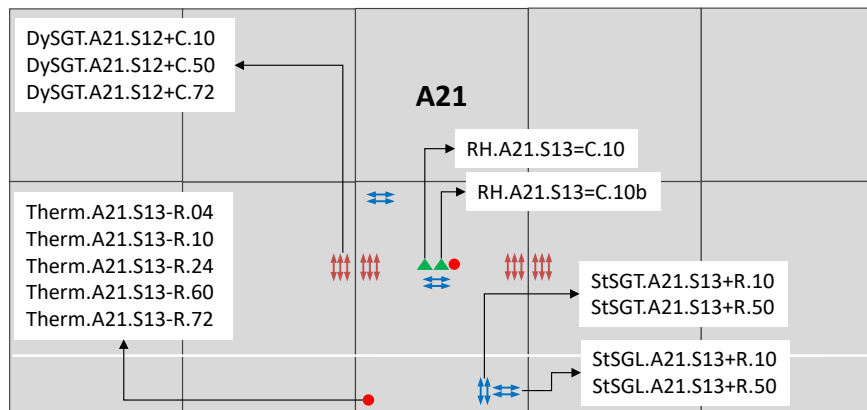 DySGT.A21.S12+C.10
DySGT.A21.S12+C.50
DySGT.A21.S12+C.72
A21
RH.A21.S13=C.10
RH.A21.S13=C.10b
Therm.A21.S13-R.04
Therm.A21.S13-R.10
Therm.A21.S13-R.24
Therm.A21.S13-R.60
Therm.A21.S13-R.72
StSGT.A21.S13+R.10
StSGT.A21.S13+R.50
StSGL.A21.S13+R.10
StSGL.A21.S13+R.50